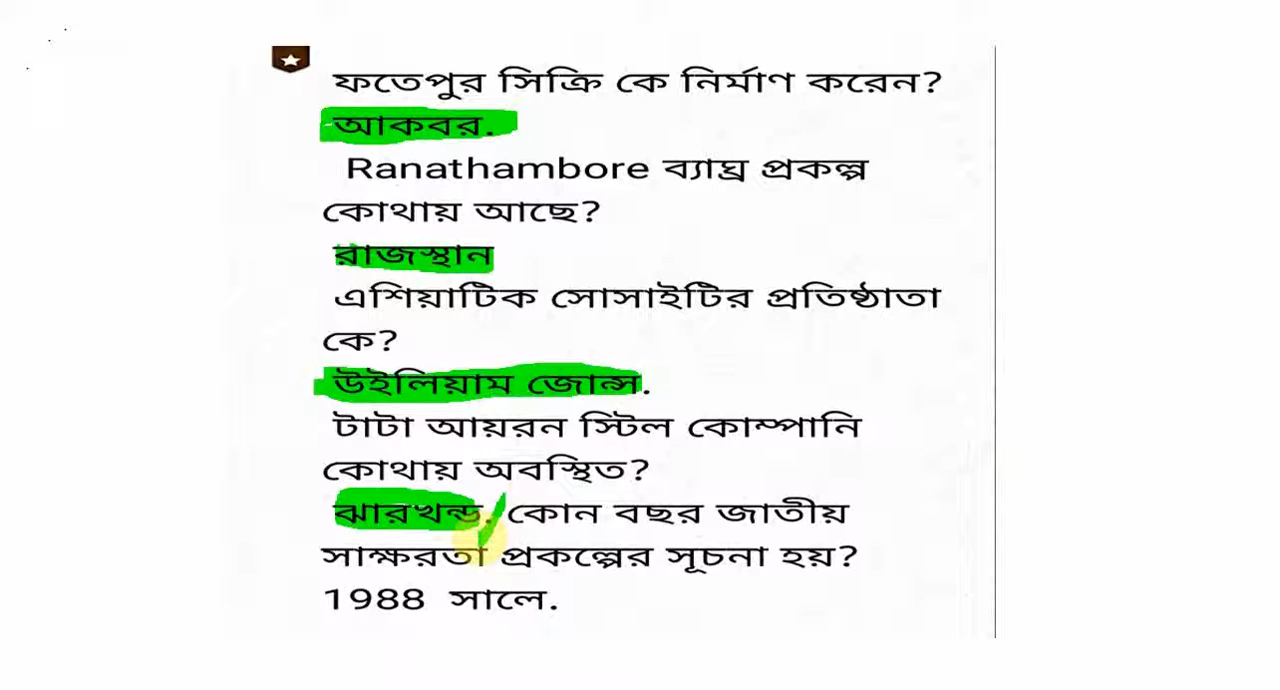 ফতেপুর সিক্রি কে নির্মাণ করেন?
আকবর.
Ranathambore ব্যাঘ্র প্রকল্প
কোথায় আছে?
রাজস্থান
এশিয়াটিক সোসাইটির প্রতিষ্ঠাতা
কে?
উইলিয়াম জোন্স.
টাটা আয়রন স্টিল কোম্পানি
কোথায় অবস্থিত?
ঝারখন্ড. কোন বছর জাতীয়
সাক্ষরতা প্রকল্পের সূচনা হয়?
1988 সালে.